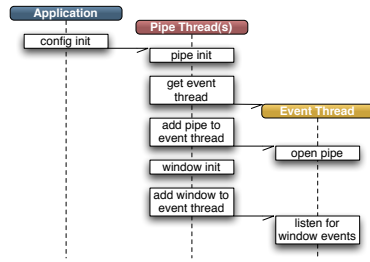 Application
Pipe Thread(s)
config init
pipe init
get event
thread
Event Thread
add pipe to
event thread
open pipe
window init
add window to
event thread
listen for
window events